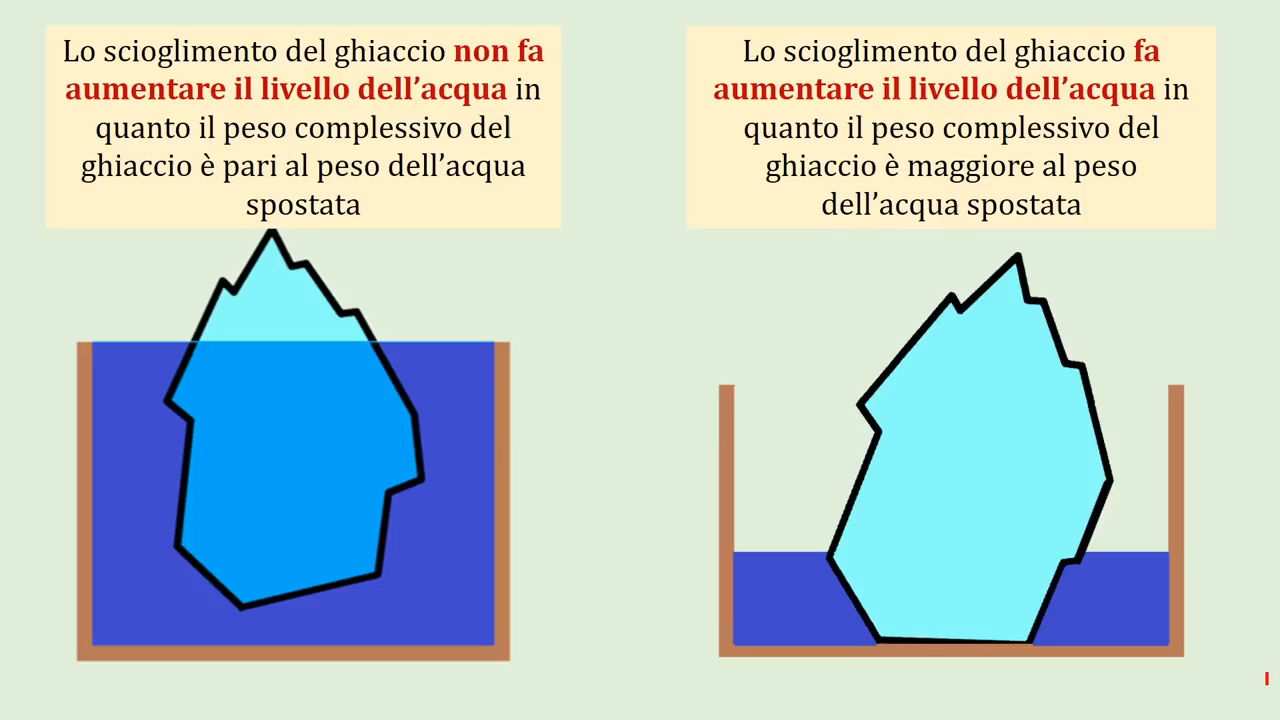 Lo scioglimento del ghiaccio non fa
aumentare il livello dell’acqua in
quanto il peso complessivo del
ghiaccio è pari al peso dell’acqua
spostata
Lo scioglimento del ghiaccio fa
aumentare il livello dell’acqua in
quanto il peso complessivo del
ghiaccio è maggiore al peso
dell’acqua spostata